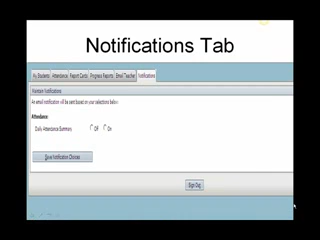 Notifications Tab
My Students Attendance Report Cards Progress Reports Email Teacher Notifications
Maintain Notifications
An email notification will be sent based on your selections below.
Attendance:
Daily Attendance Summary Off On
Save Notification Choices
Sign Out